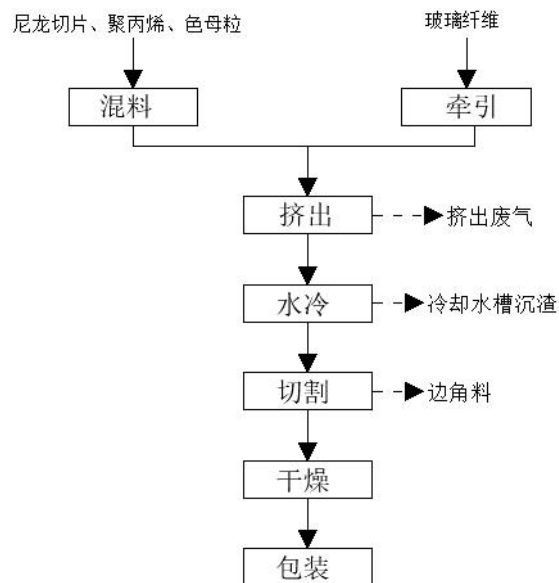 尼龙切片、聚丙烯、色母粒
玻璃纤维
混料
牵引
挤出
挤出废气
水冷
冷却水槽沉渣
切割
边角料
干燥
包装